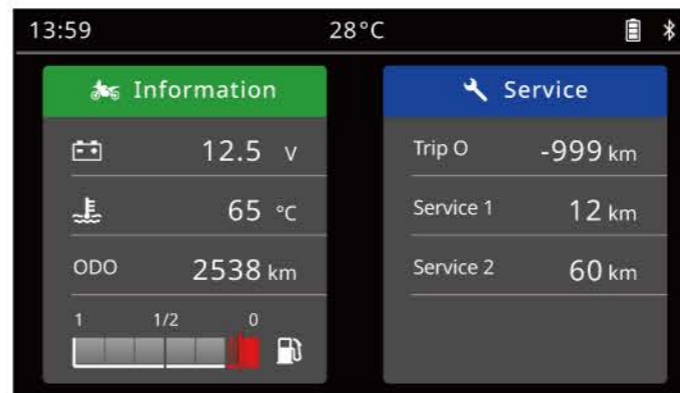 13:59 28°C
Information
12.5 V
65 °C
ODO 2538 km
1 1/2 0
Service
Trip O -999 km
Service 1 12 km
Service 2 60 km